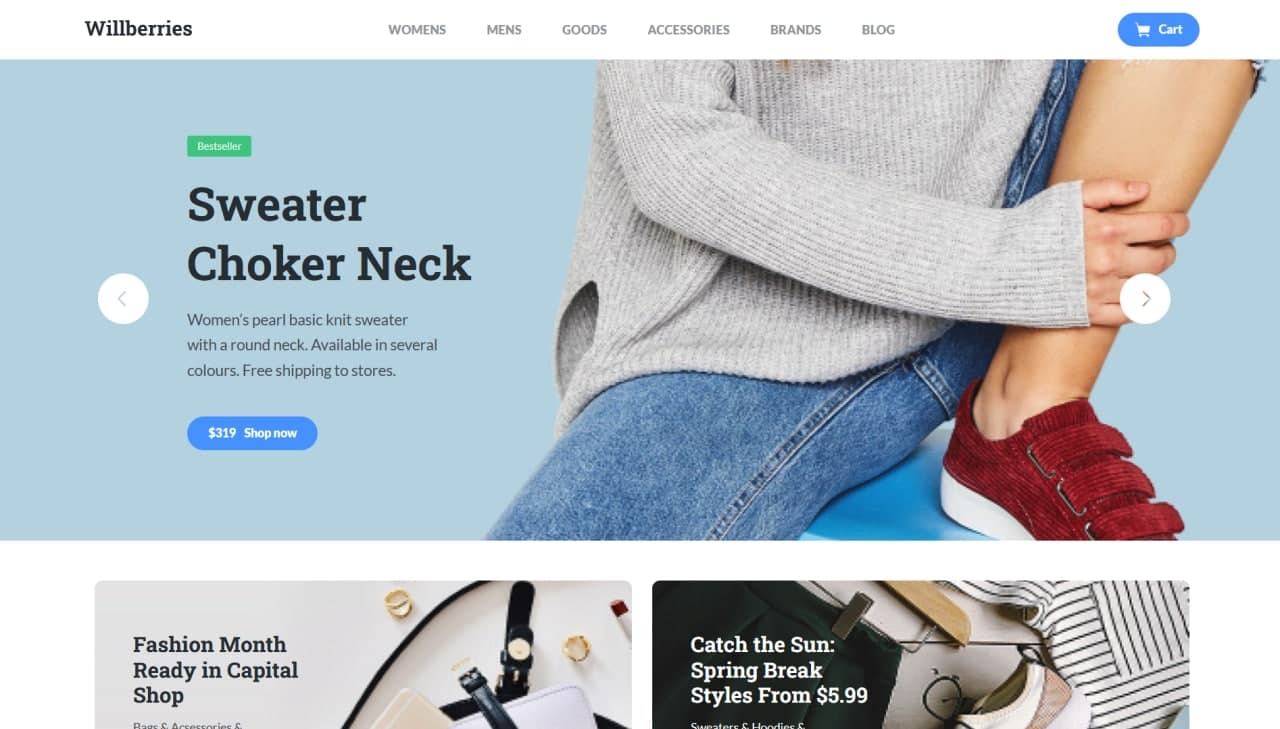 Willberries
WOMENS
MENS
GOODS
ACCESSORIES
BRANDS
BLOG
Cart
Bestseller
Sweater
Choker Neck
Women's pearl basic knit sweater
with a round neck. Available in several
colours. Free shipping to stores.
$319 Shop now
Fashion Month
Ready in Capital
Shop
Bags & Acsessories &
Catch the Sun:
Spring Break
Styles From $5.99
Sweaters & Hoodies &